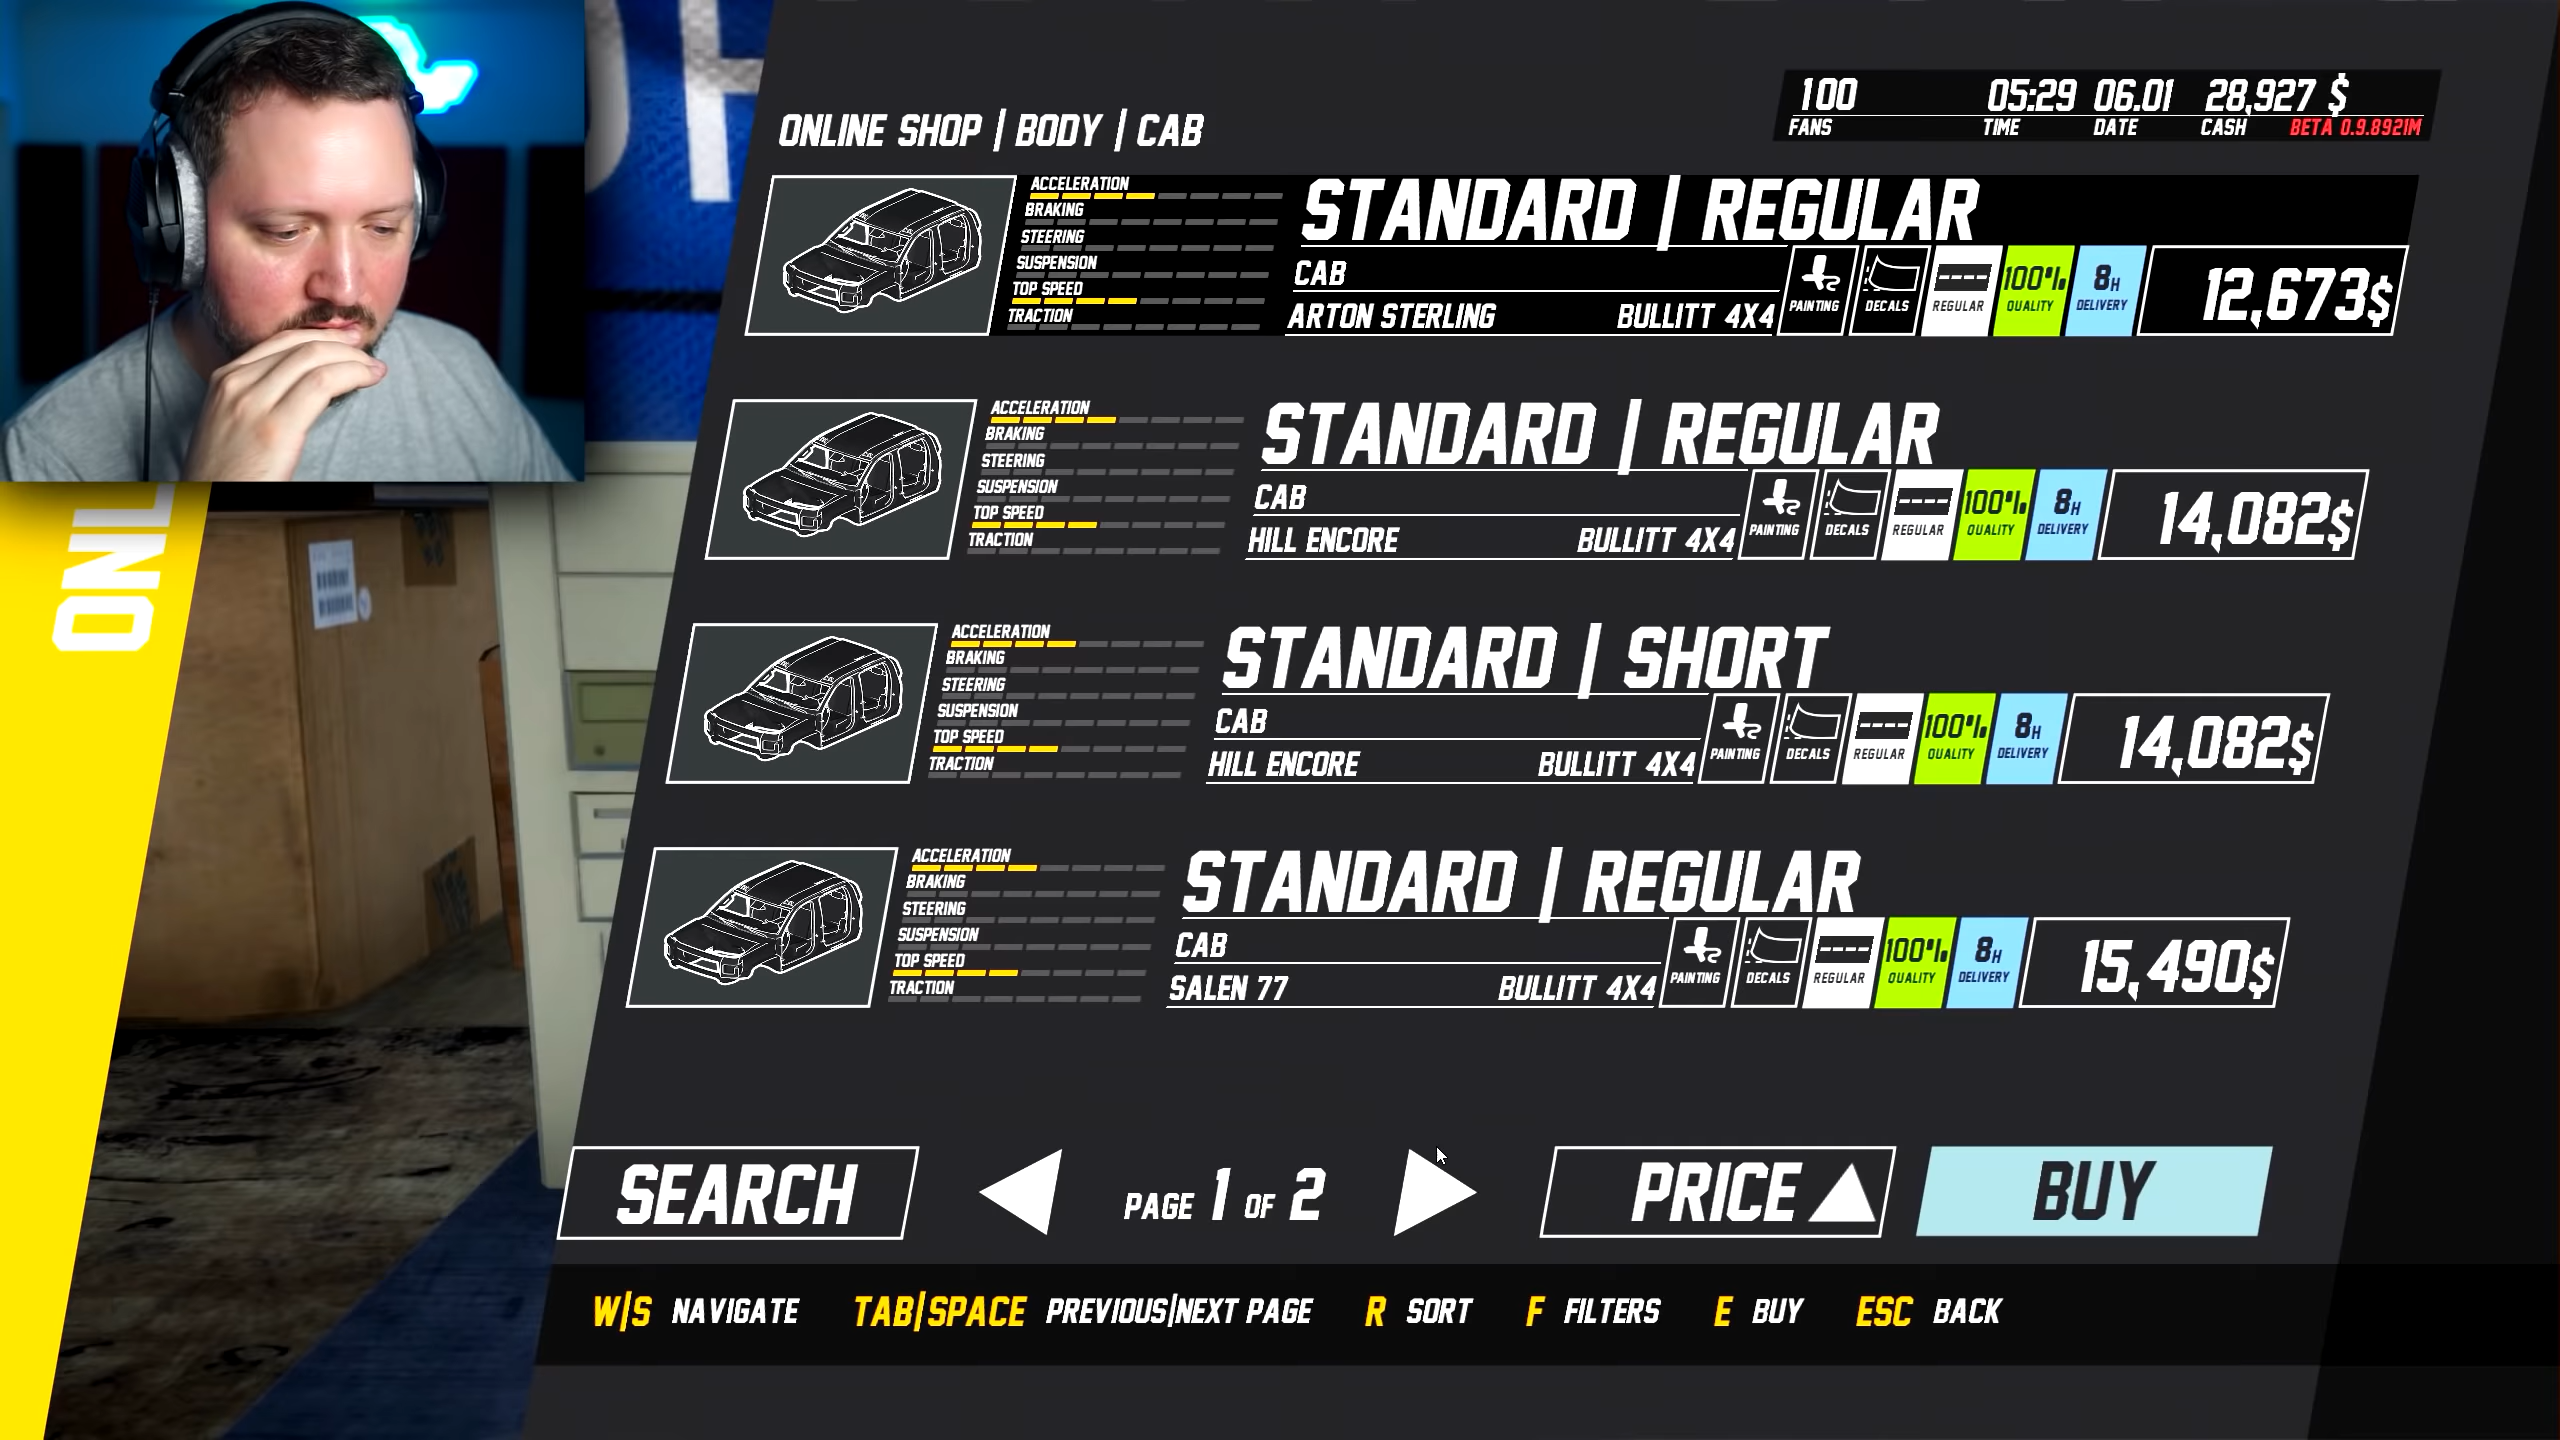 ONLINE SHOP | BODY | CAB
100 05:29 06.01 28,927 $
FANS TIME DATE CASH BETA 0.9.8921M
ONL
ACCELERATION
BRAKING
STEERING
SUSPENSION
TOP SPEED
TRACTION
STANDARD | REGULAR
CAB
ARTON STERLING BULLITT 4X4
PAINTING
DECALS
REGULAR
100% QUALITY
8H DELIVERY
12,673$
ACCELERATION
BRAKING
STEERING
SUSPENSION
TOP SPEED
TRACTION
STANDARD | REGULAR
CAB
HILL ENCORE BULLITT 4X4
PAINTING
DECALS
REGULAR
100% QUALITY
8H DELIVERY
14,082$
ACCELERATION
BRAKING
STEERING
SUSPENSION
TOP SPEED
TRACTION
STANDARD | SHORT
CAB
HILL ENCORE BULLITT 4X4
PAINTING
DECALS
REGULAR
100% QUALITY
8H DELIVERY
14,082$
ACCELERATION
BRAKING
STEERING
SUSPENSION
TOP SPEED
TRACTION
STANDARD | REGULAR
CAB
SALEN 77 BULLITT 4X4
PAINTING
DECALS
REGULAR
100% QUALITY
8H DELIVERY
15,490$
SEARCH PAGE 1 OF 2 PRICE BUY
W|S NAVIGATE TAB|SPACE PREVIOUS|NEXT PAGE R SORT F FILTERS E BUY ESC BACK